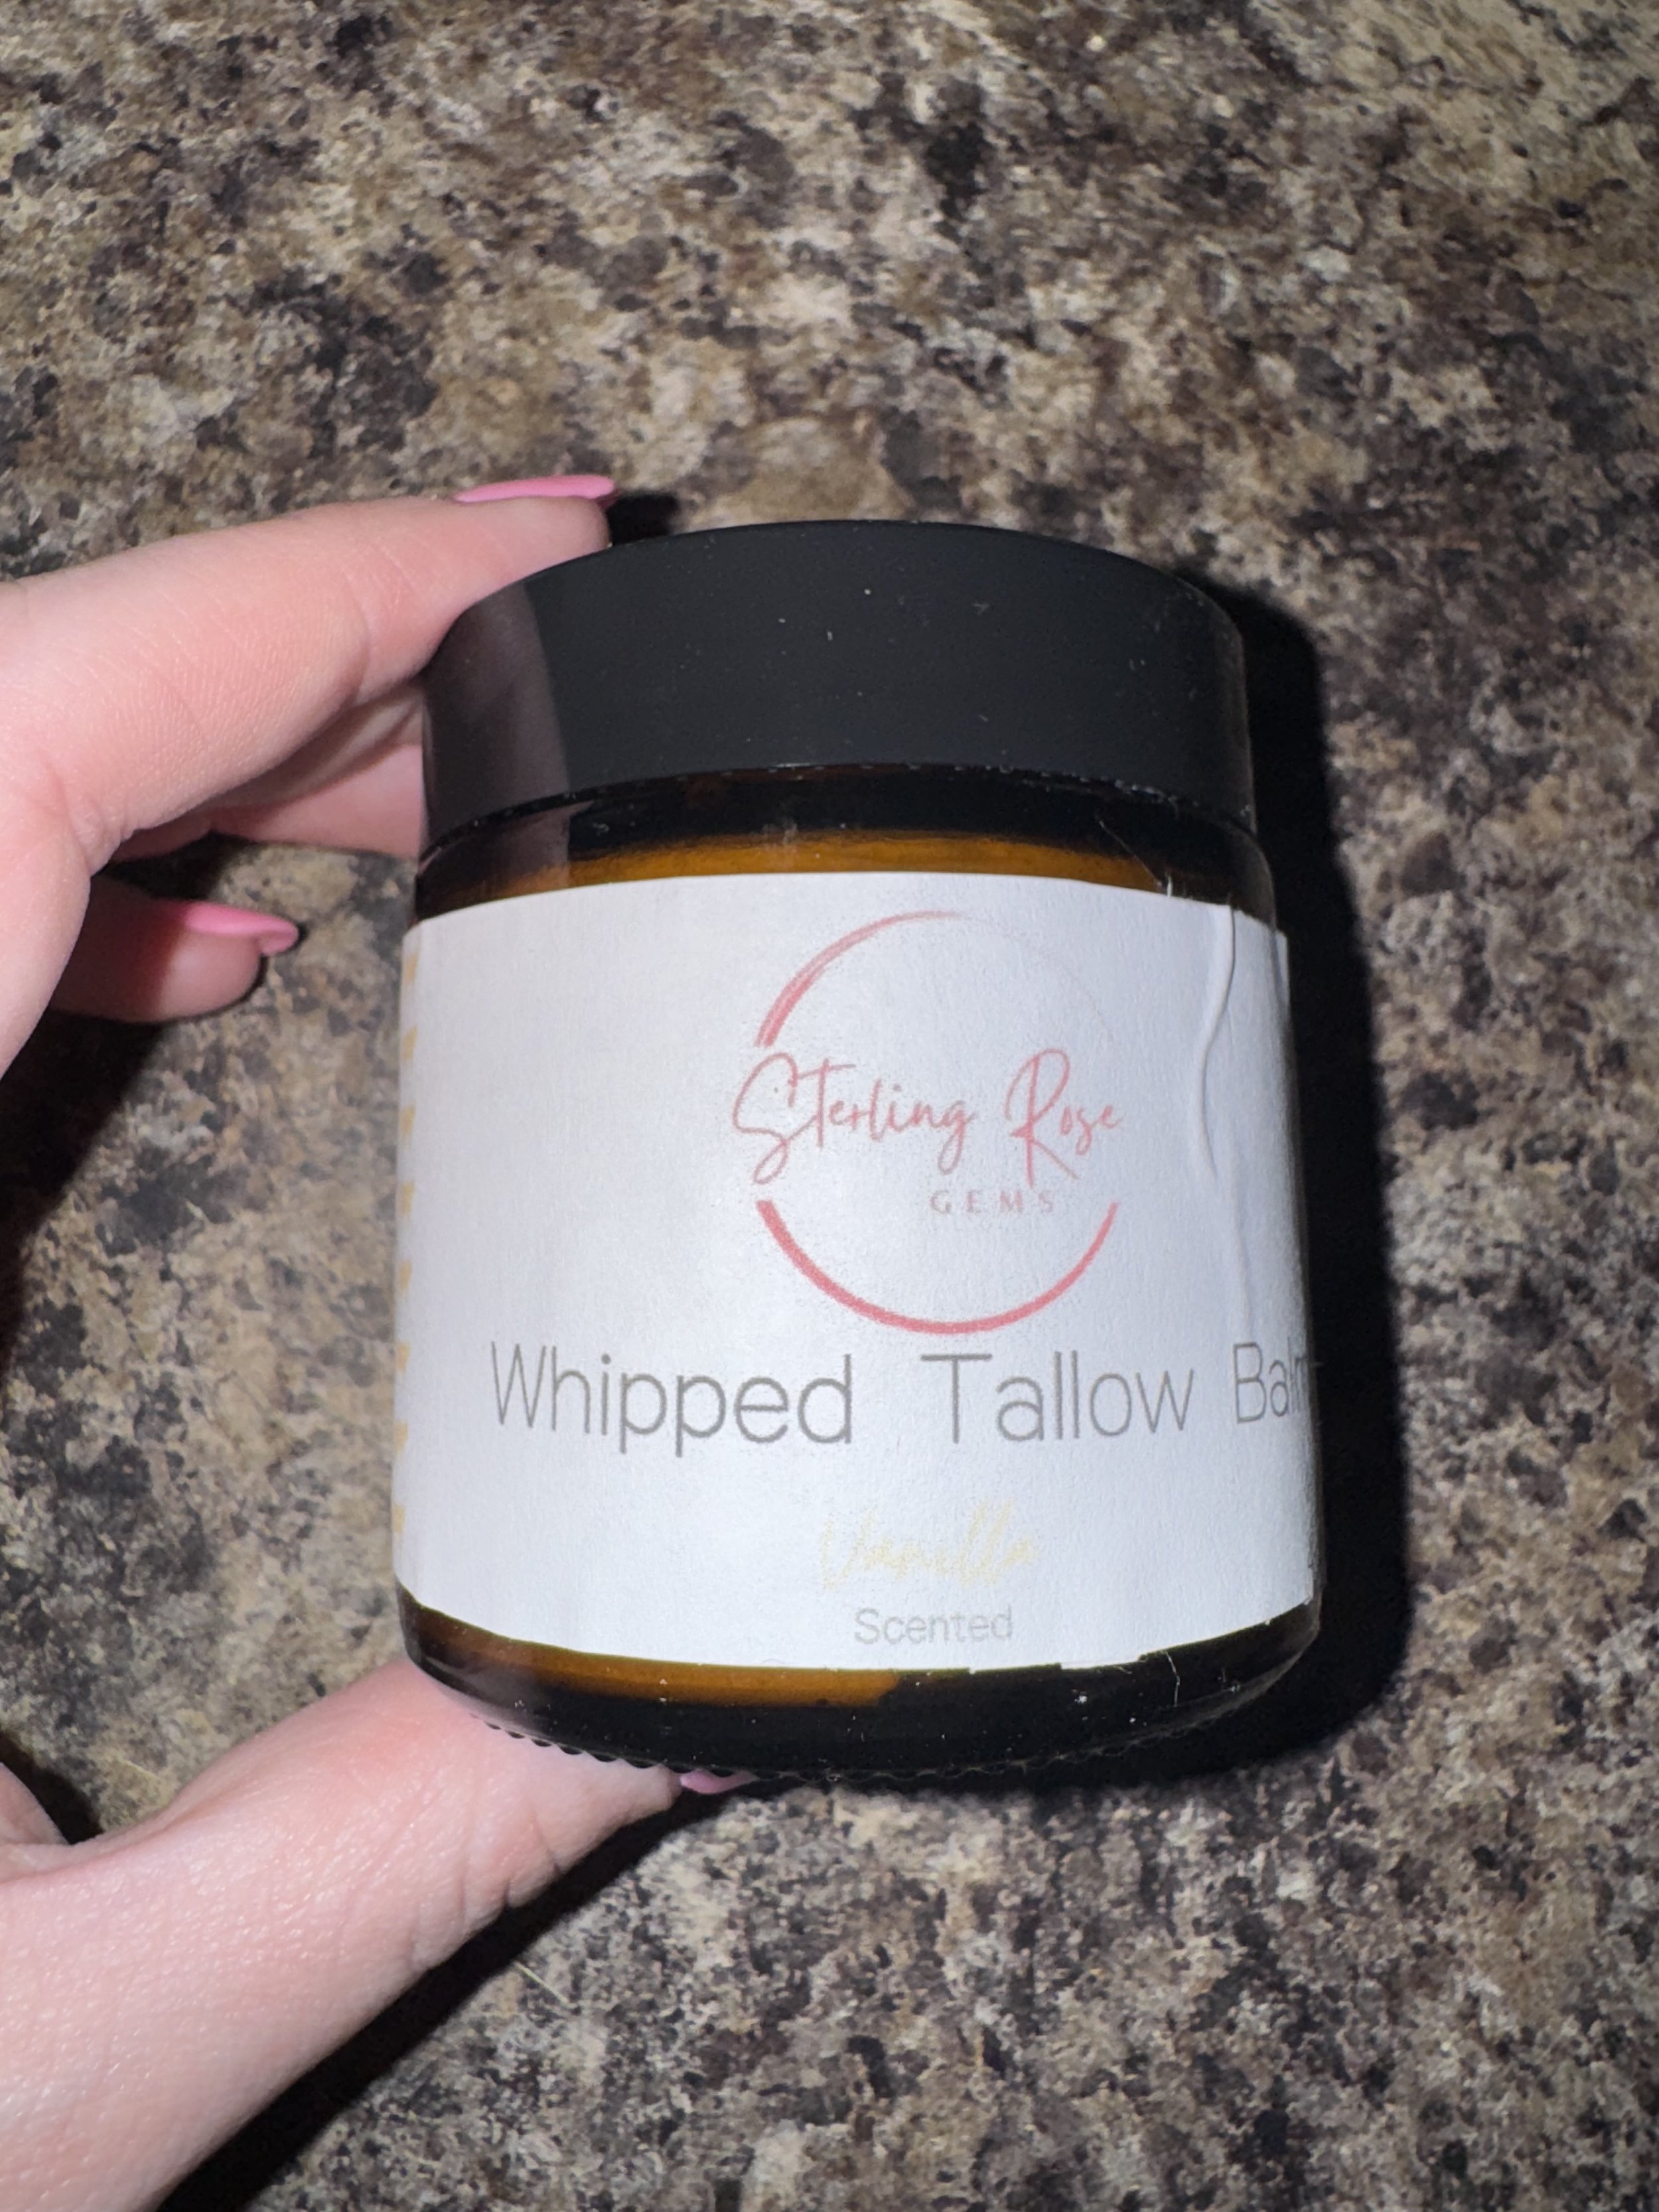 Sterling Rose
GEMS
Whipped Tallow Balm
Vanilla
Scented